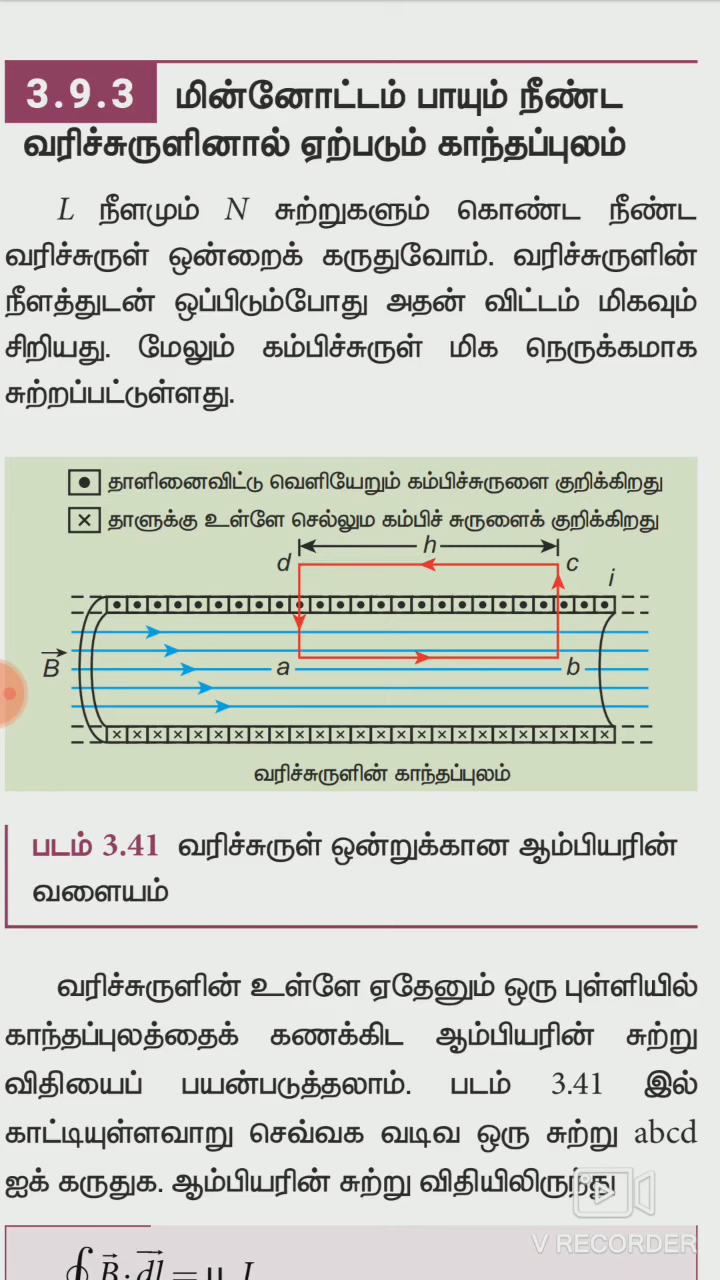 3.9.3 மின்னோட்டம் பாயும் நீண்ட
வரிச்சுருளினால் ஏற்படும் காந்தப்புலம்
L நீளமும் N சுற்றுகளும் கொண்ட நீண்ட
வரிச்சுருள் ஒன்றைக் கருதுவோம். வரிச்சுருளின்
நீளத்துடன் ஒப்பிடும்போது அதன் விட்டம் மிகவும்
சிறியது. மேலும் கம்பிச்சுருள் மிக நெருக்கமாக
சுற்றப்பட்டுள்ளது.
தாளினைவிட்டு வெளியேறும் கம்பிச்சுருளை குறிக்கிறது
தாளுக்கு உள்ளே செல்லும கம்பிச் சுருளைக் குறிக்கிறது
h
d c i
B a b
வரிச்சுருளின் காந்தப்புலம்
படம் 3.41 வரிச்சுருள் ஒன்றுக்கான ஆம்பியரின்
வளையம்
வரிச்சுருளின் உள்ளே ஏதேனும் ஒரு புள்ளியில்
காந்தப்புலத்தைக் கணக்கிட ஆம்பியரின் சுற்று
விதியைப் பயன்படுத்தலாம். படம் 3.41 இல்
காட்டியுள்ளவாறு செவ்வக வடிவ ஒரு சுற்று abcd
ஐக் கருதுக. ஆம்பியரின் சுற்று விதியிலிருந்து
V RECORDER